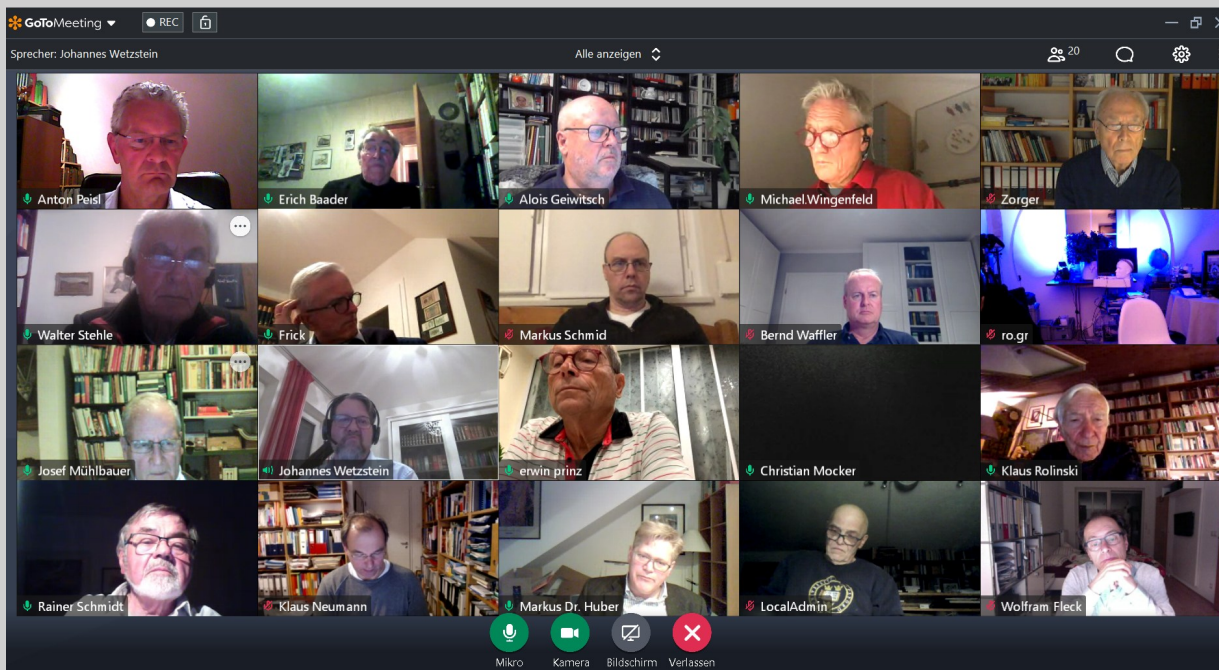 GoToMeeting
REC
Sprecher: Johannes Wetzstein
Alle anzeigen
20
Anton Peisl
Erich Baader
Alois Geiwitsch
Michael.Wingenfeld
Zorger
Walter Stehle
Frick
Markus Schmid
Bernd Waffler
ro.gr
Josef Mühlbauer
Johannes Wetzstein
erwin prinz
Christian Mocker
Klaus Rolinski
Rainer Schmidt
Klaus Neumann
Markus Dr. Huber
LocalAdmin
Wolfram Fleck
Mikro
Kamera
Bildschirm
Verlassen